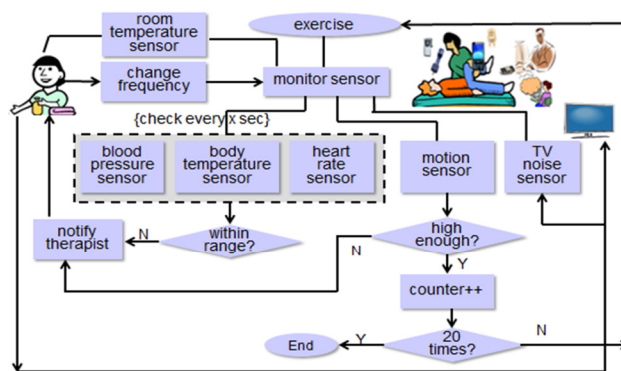 room
temperature
sensor
exercise
change
frequency
monitor sensor
{check every x sec}
blood
pressure
sensor
body
temperature
sensor
heart
rate
sensor
motion
sensor
TV
noise
sensor
notify
therapist
N
within
range?
high
enough?
N
Y
counter++
End
Y
20
times?
N